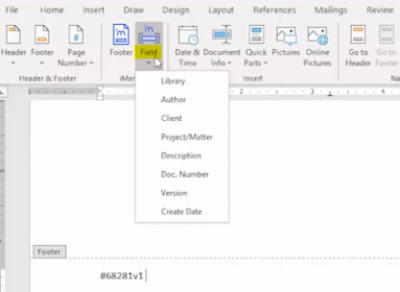 File Home Insert Draw Design Layout References Mailings Review
Header Footer Page Number Footer Field Date & Time Document Info Quick Parts Pictures Online Pictures Go to Header Go to Footer
Header & Footer Insert
Library
Author
Client
Project/Matter
Description
Doc. Number
Version
Create Date
Footer
#68281v1